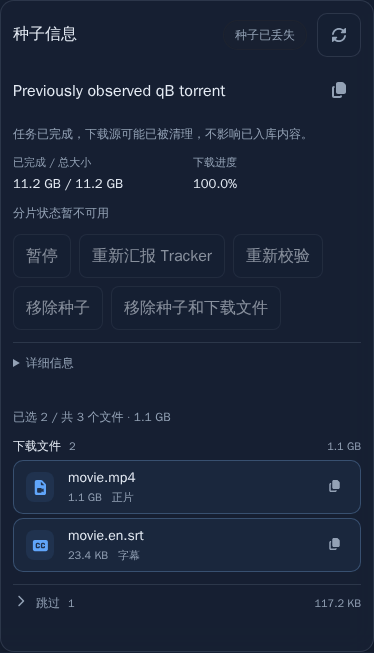 种子信息
种子已丢失
Previously observed qB torrent
任务已完成，下载源可能已被清理，不影响已入库内容。
已完成 / 总大小
下载进度
11.2 GB / 11.2 GB
100.0%
分片状态暂不可用
暂停
重新汇报 Tracker
重新校验
移除种子
移除种子和下载文件
详细信息
已选 2 / 共 3 个文件 · 1.1 GB
下载文件 2
1.1 GB
movie.mp4
1.1 GB 正片
CC
movie.en.srt
23.4 KB 字幕
跳过 1
117.2 KB